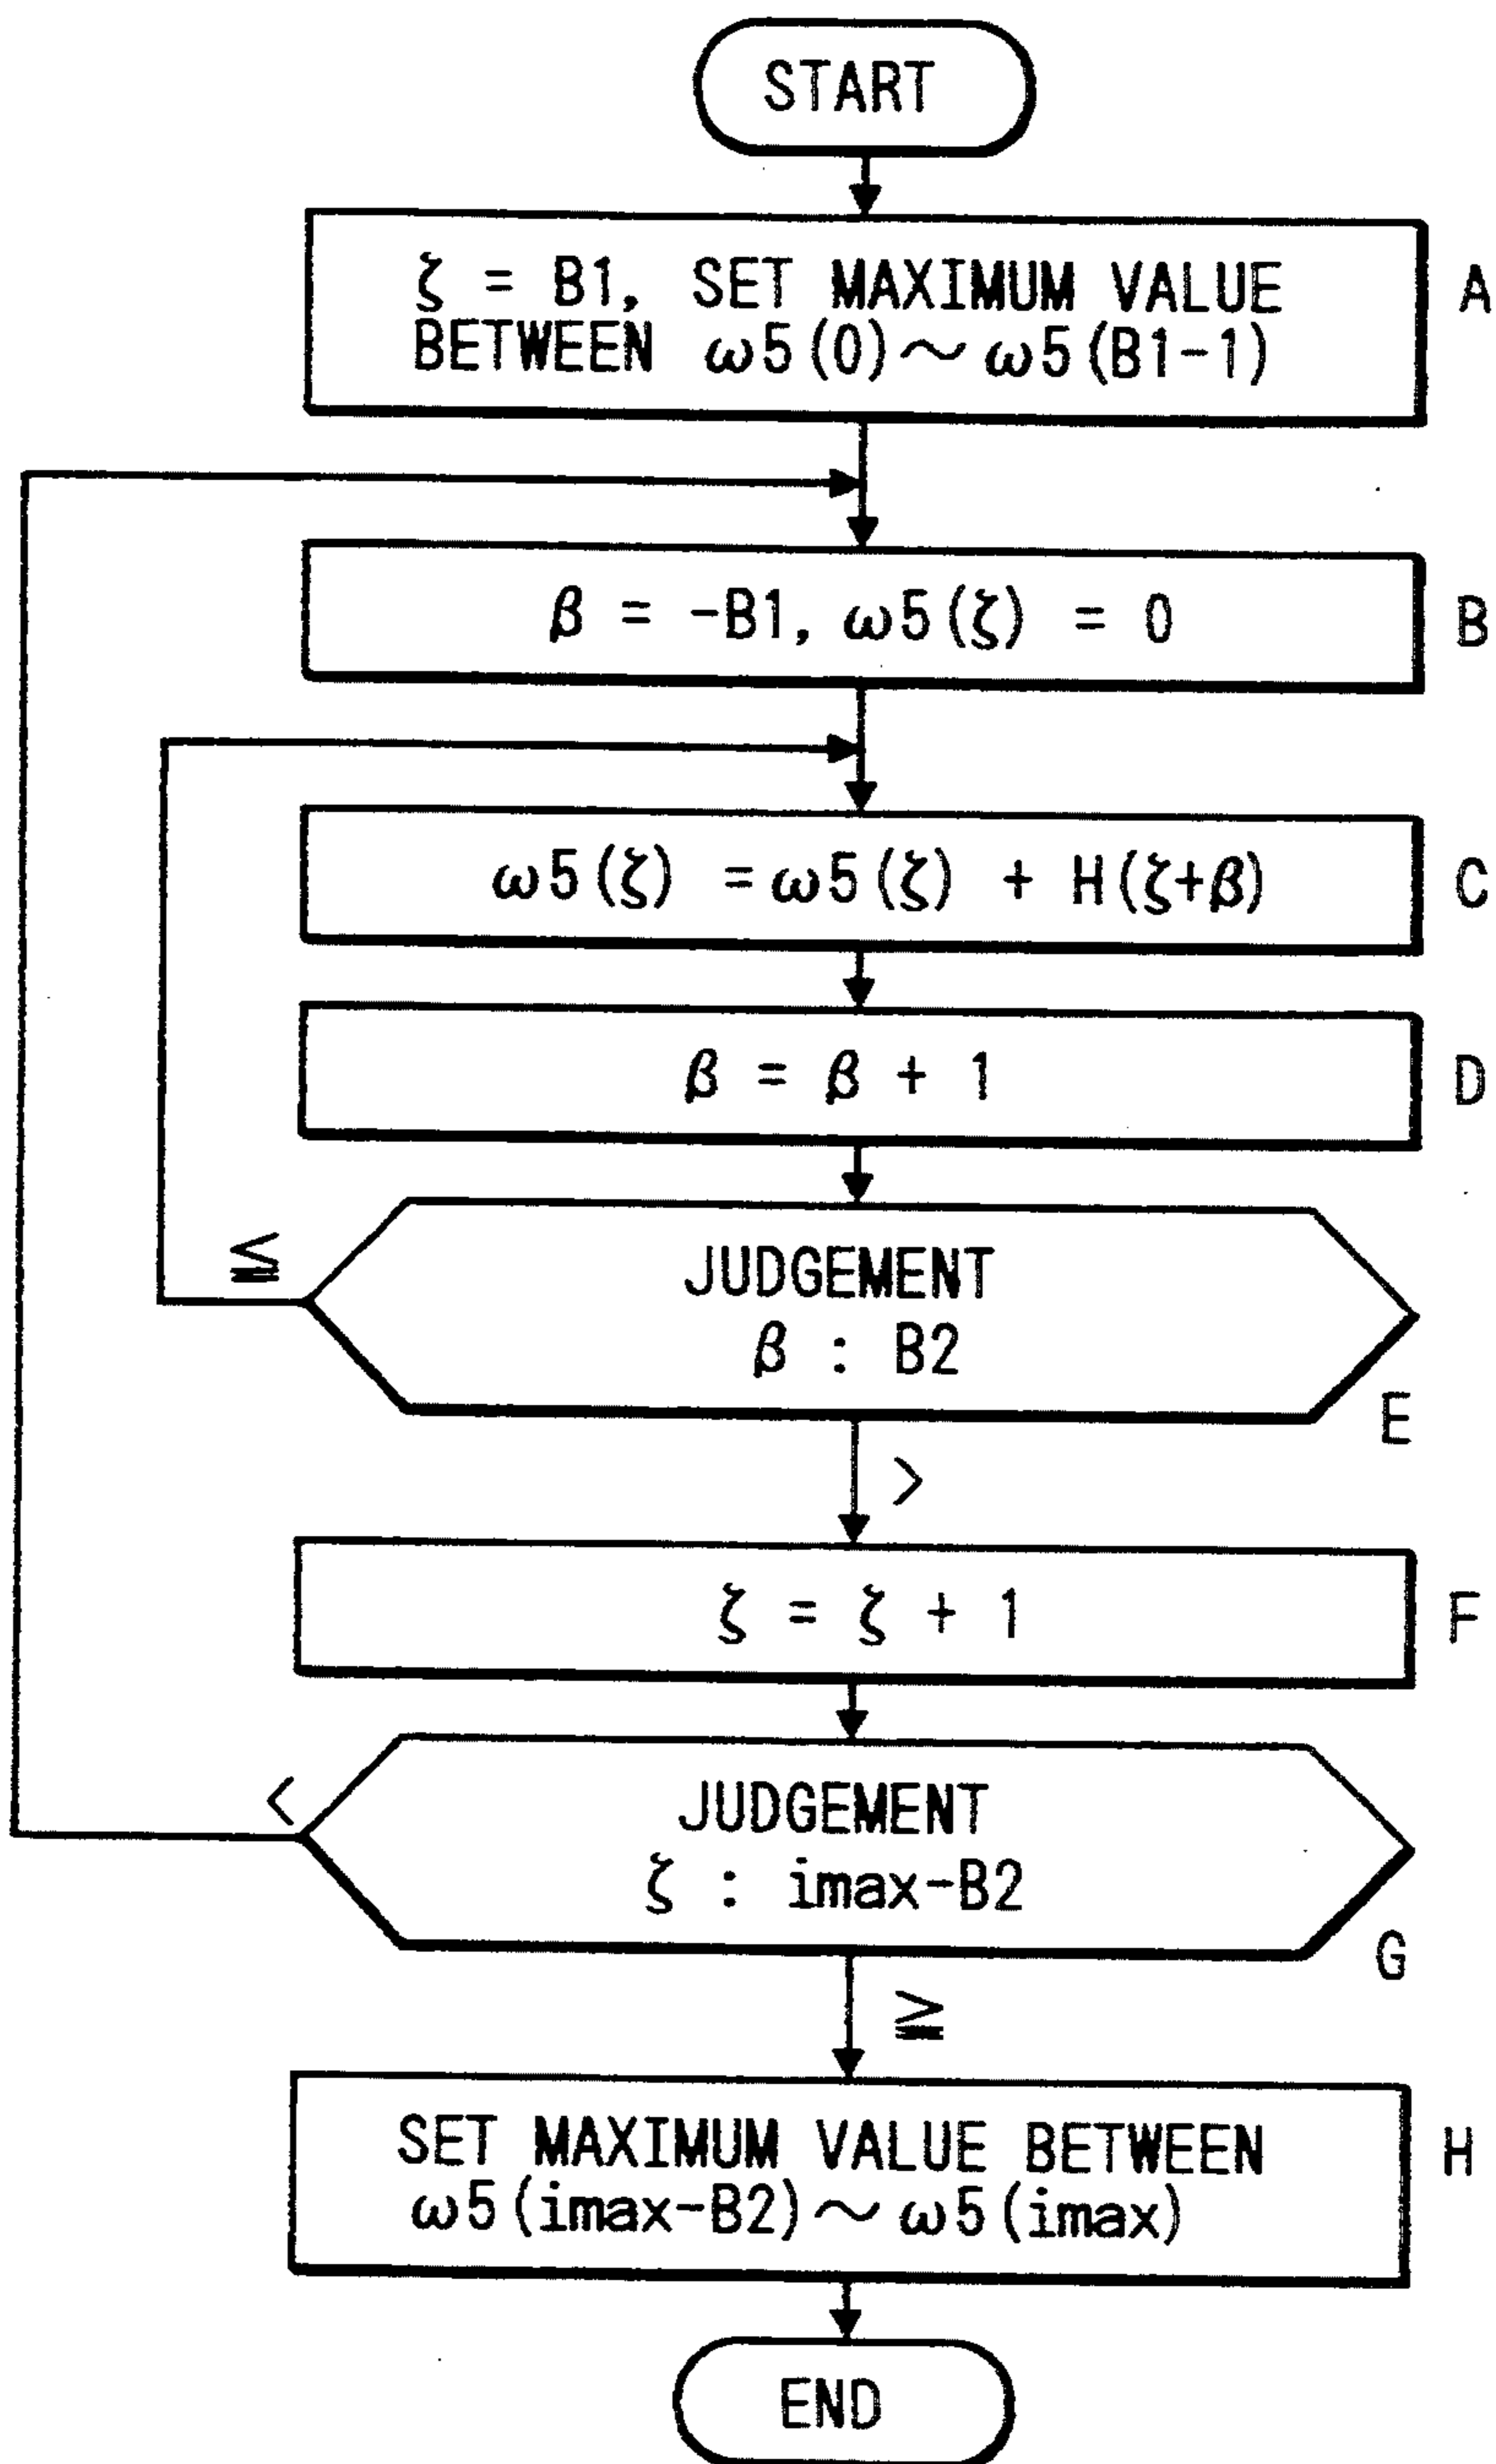 START
ζ = B1, SET MAXIMUM VALUE
BETWEEN ω5(0)~ω5(B1-1)
A
β = -B1, ω5(ζ) = 0
B
ω5(ζ) =ω5(ζ) + H(ζ+β)
C
β = β + 1
D
≦
JUDGEMENT
β : B2
E
>
ζ = ζ + 1
F
<
JUDGEMENT
ζ : imax-B2
G
≧
SET MAXIMUM VALUE BETWEEN
ω5(imax-B2)~ω5(imax)
H
END